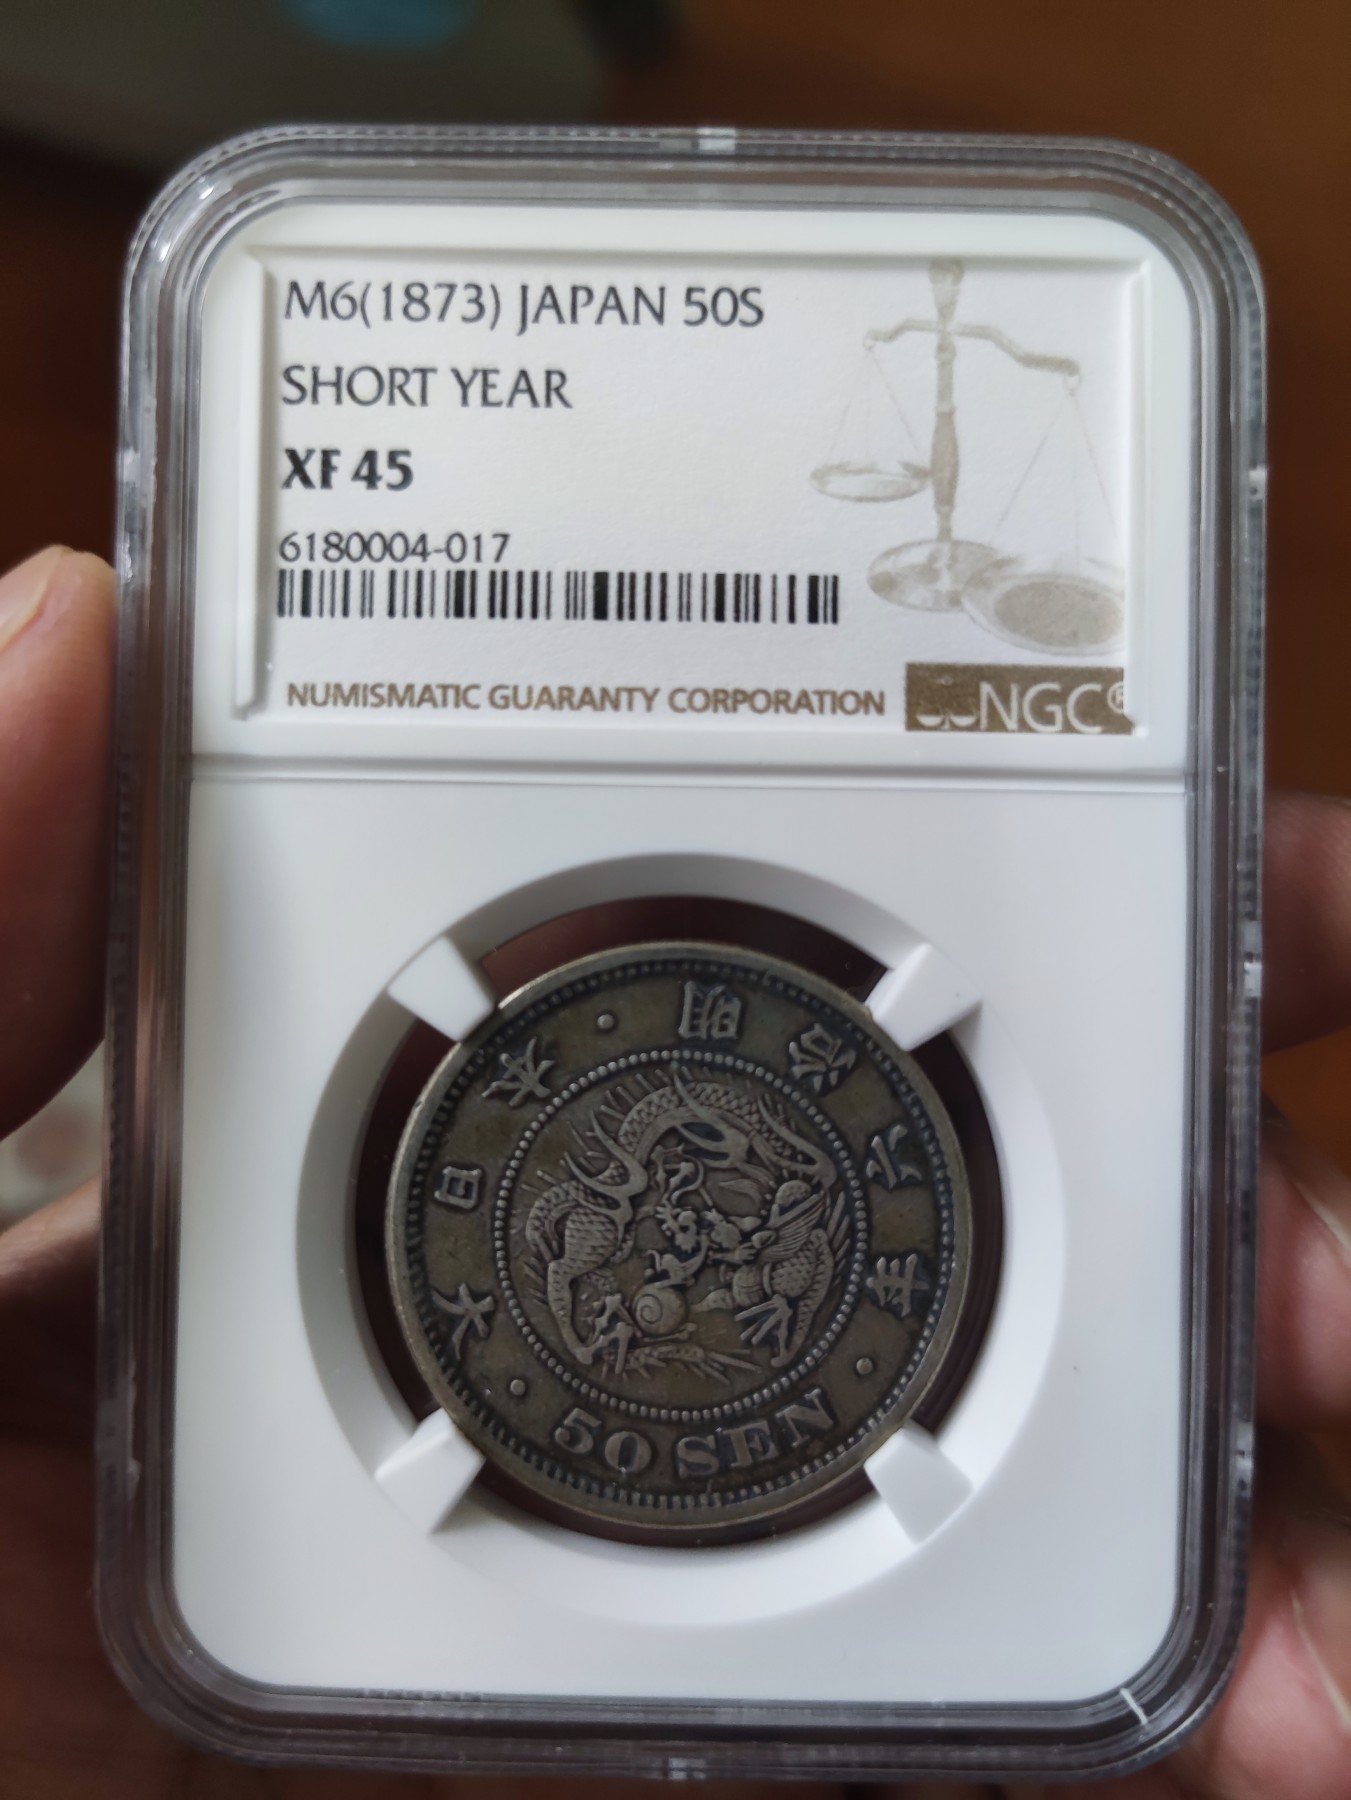 M6(1873) JAPAN 50S
SHORT YEAR
XF 45
6180004-017
NUMISMATIC GUARANTY CORPORATION NGC®
大日本・明治六年・50 SEN・